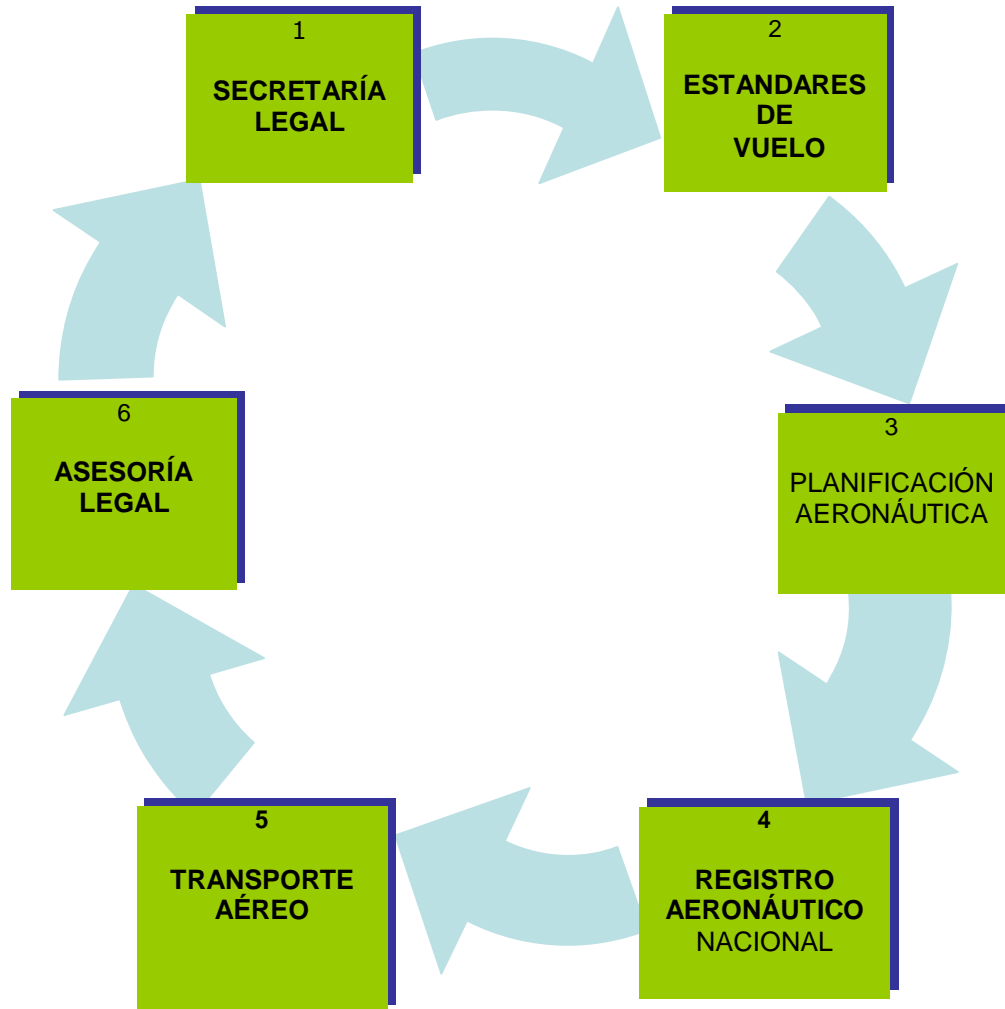 1
SECRETARÍA
LEGAL
2
ESTANDARES
DE
VUELO
3
PLANIFICACIÓN
AERONÁUTICA
4
REGISTRO
AERONÁUTICO
NACIONAL
5
TRANSPORTE
AÉREO
6
ASESORÍA
LEGAL